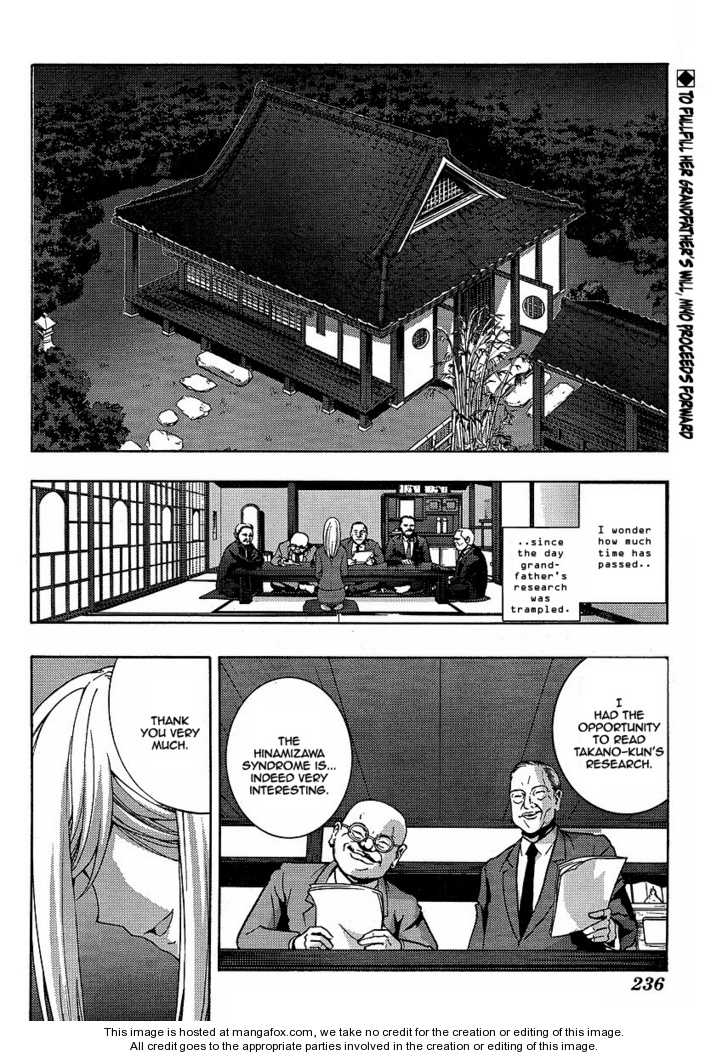 TO FULLFILL HER GRANDFATHER'S WILL, MIYO PROCEEDS FORWARD
I wonder
how much
time has
passed..
..since
the day
grand-
father's
research
was
trampled.
I
HAD THE
OPPORTUNITY
TO READ
TAKANO-KUN'S
RESEARCH.
THE
HINAMIZAWA
SYNDROME IS...
INDEED VERY
INTERESTING.
THANK
YOU VERY
MUCH.
236
This image is hosted at mangafox.com, we take no credit for the creation or editing of this image.
All credit goes to the appropriate parties involved in the creation or editing of this image.